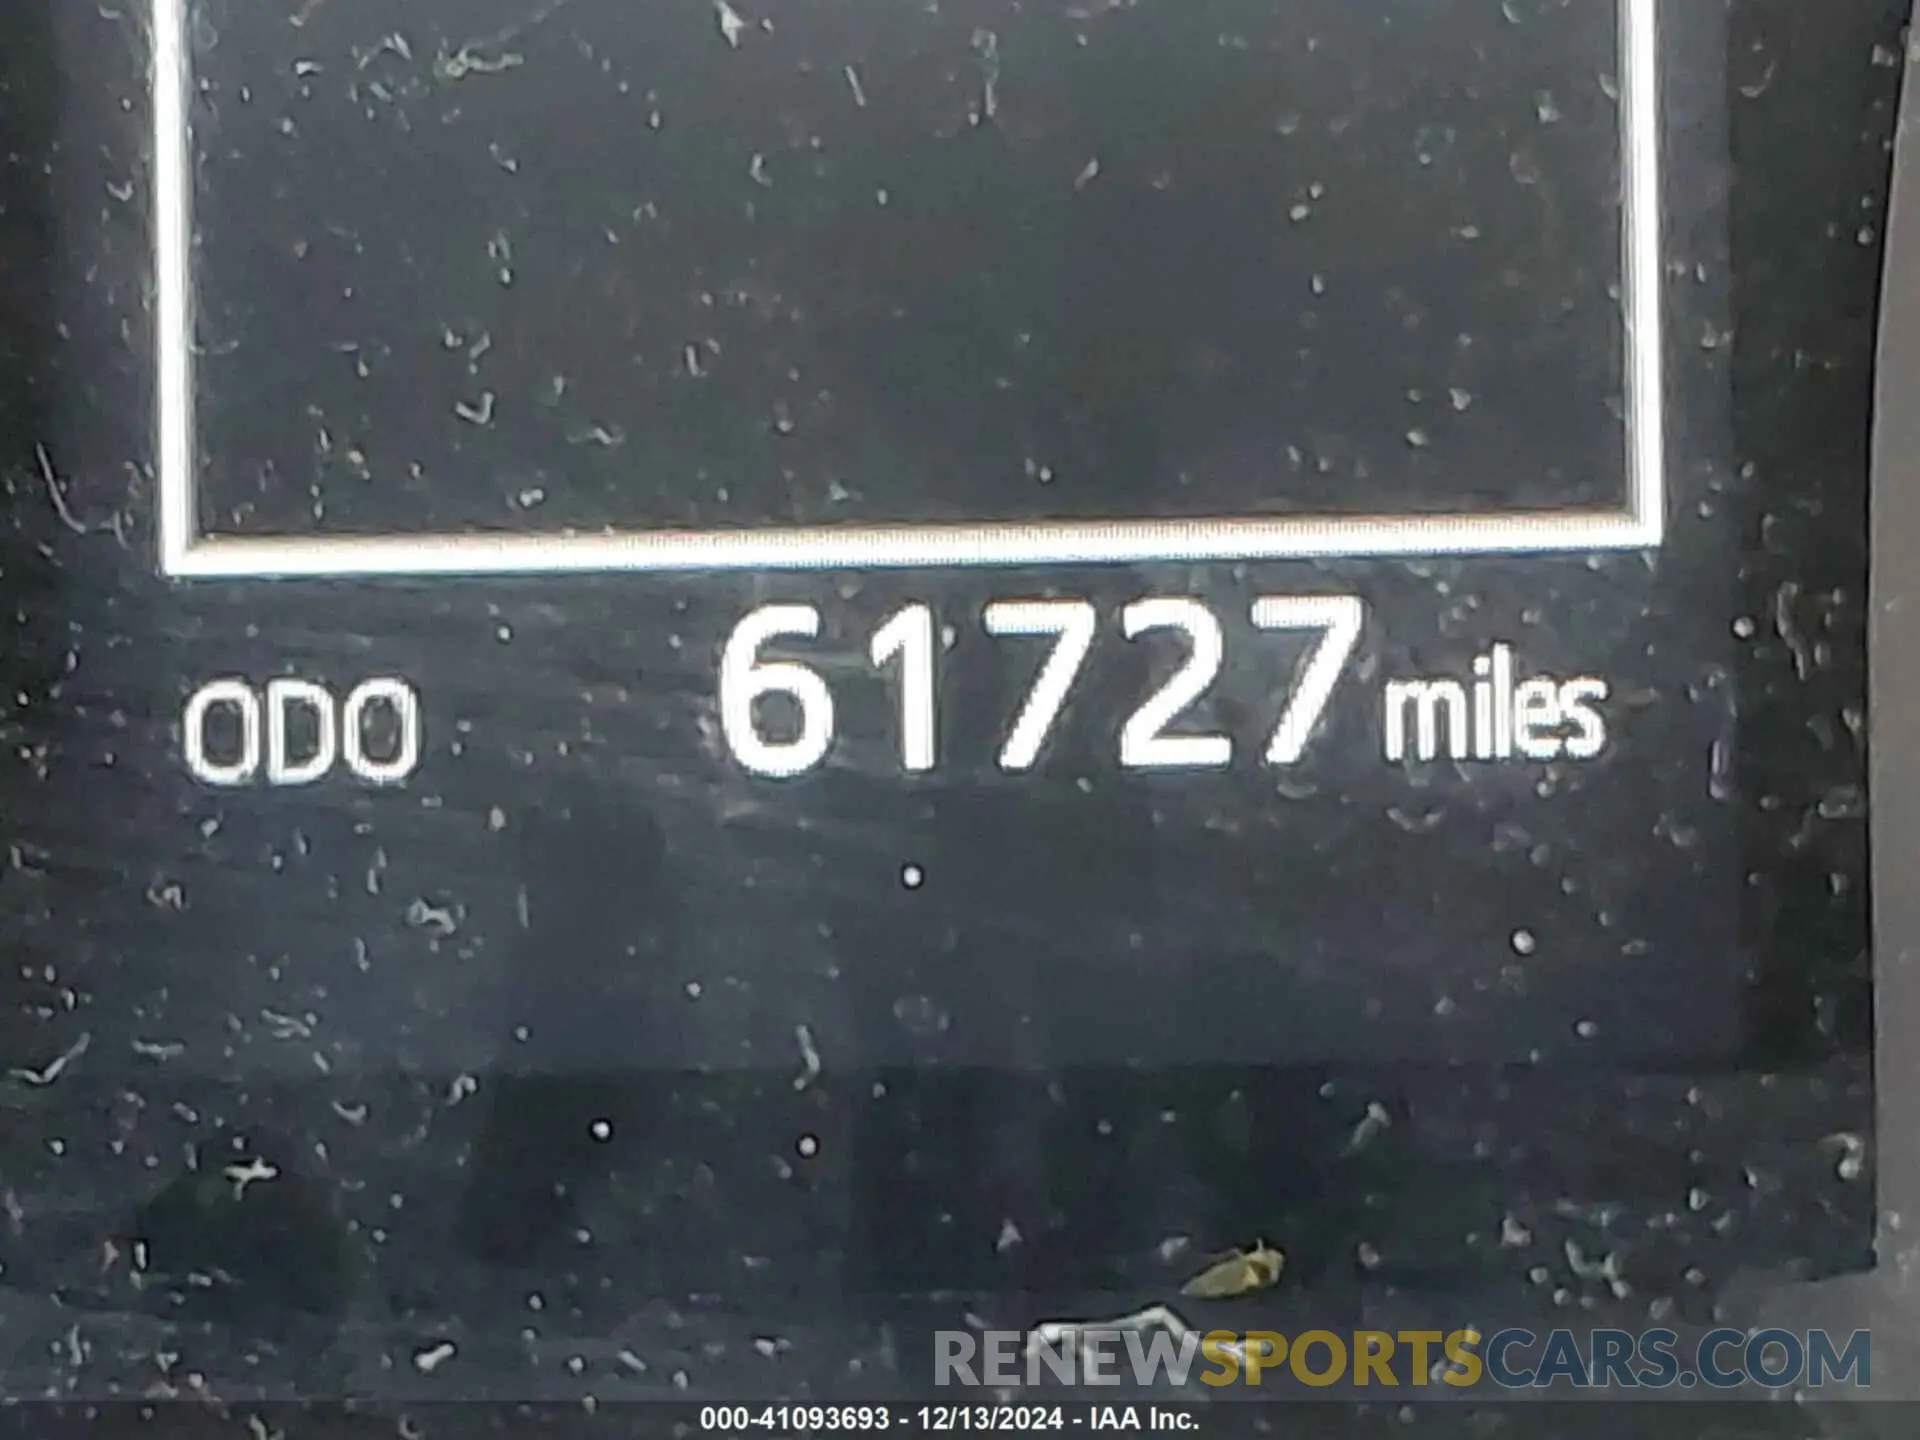 ODO 61727 miles
RENEWSPORTSCARS.COM
000-41093693 - 12/13/2024 - IAA Inc.